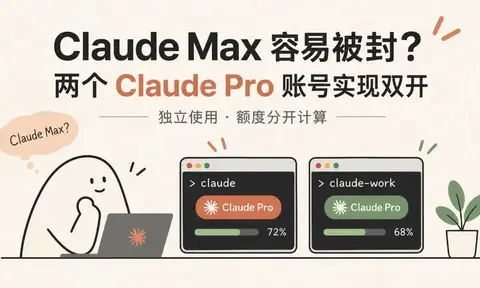 Claude Max 容易被封？
两个 Claude Pro 账号实现双开
独立使用 · 额度分开计算
Claude Max?
> claude
Claude Pro
72%
> claude-work
Claude Pro
68%